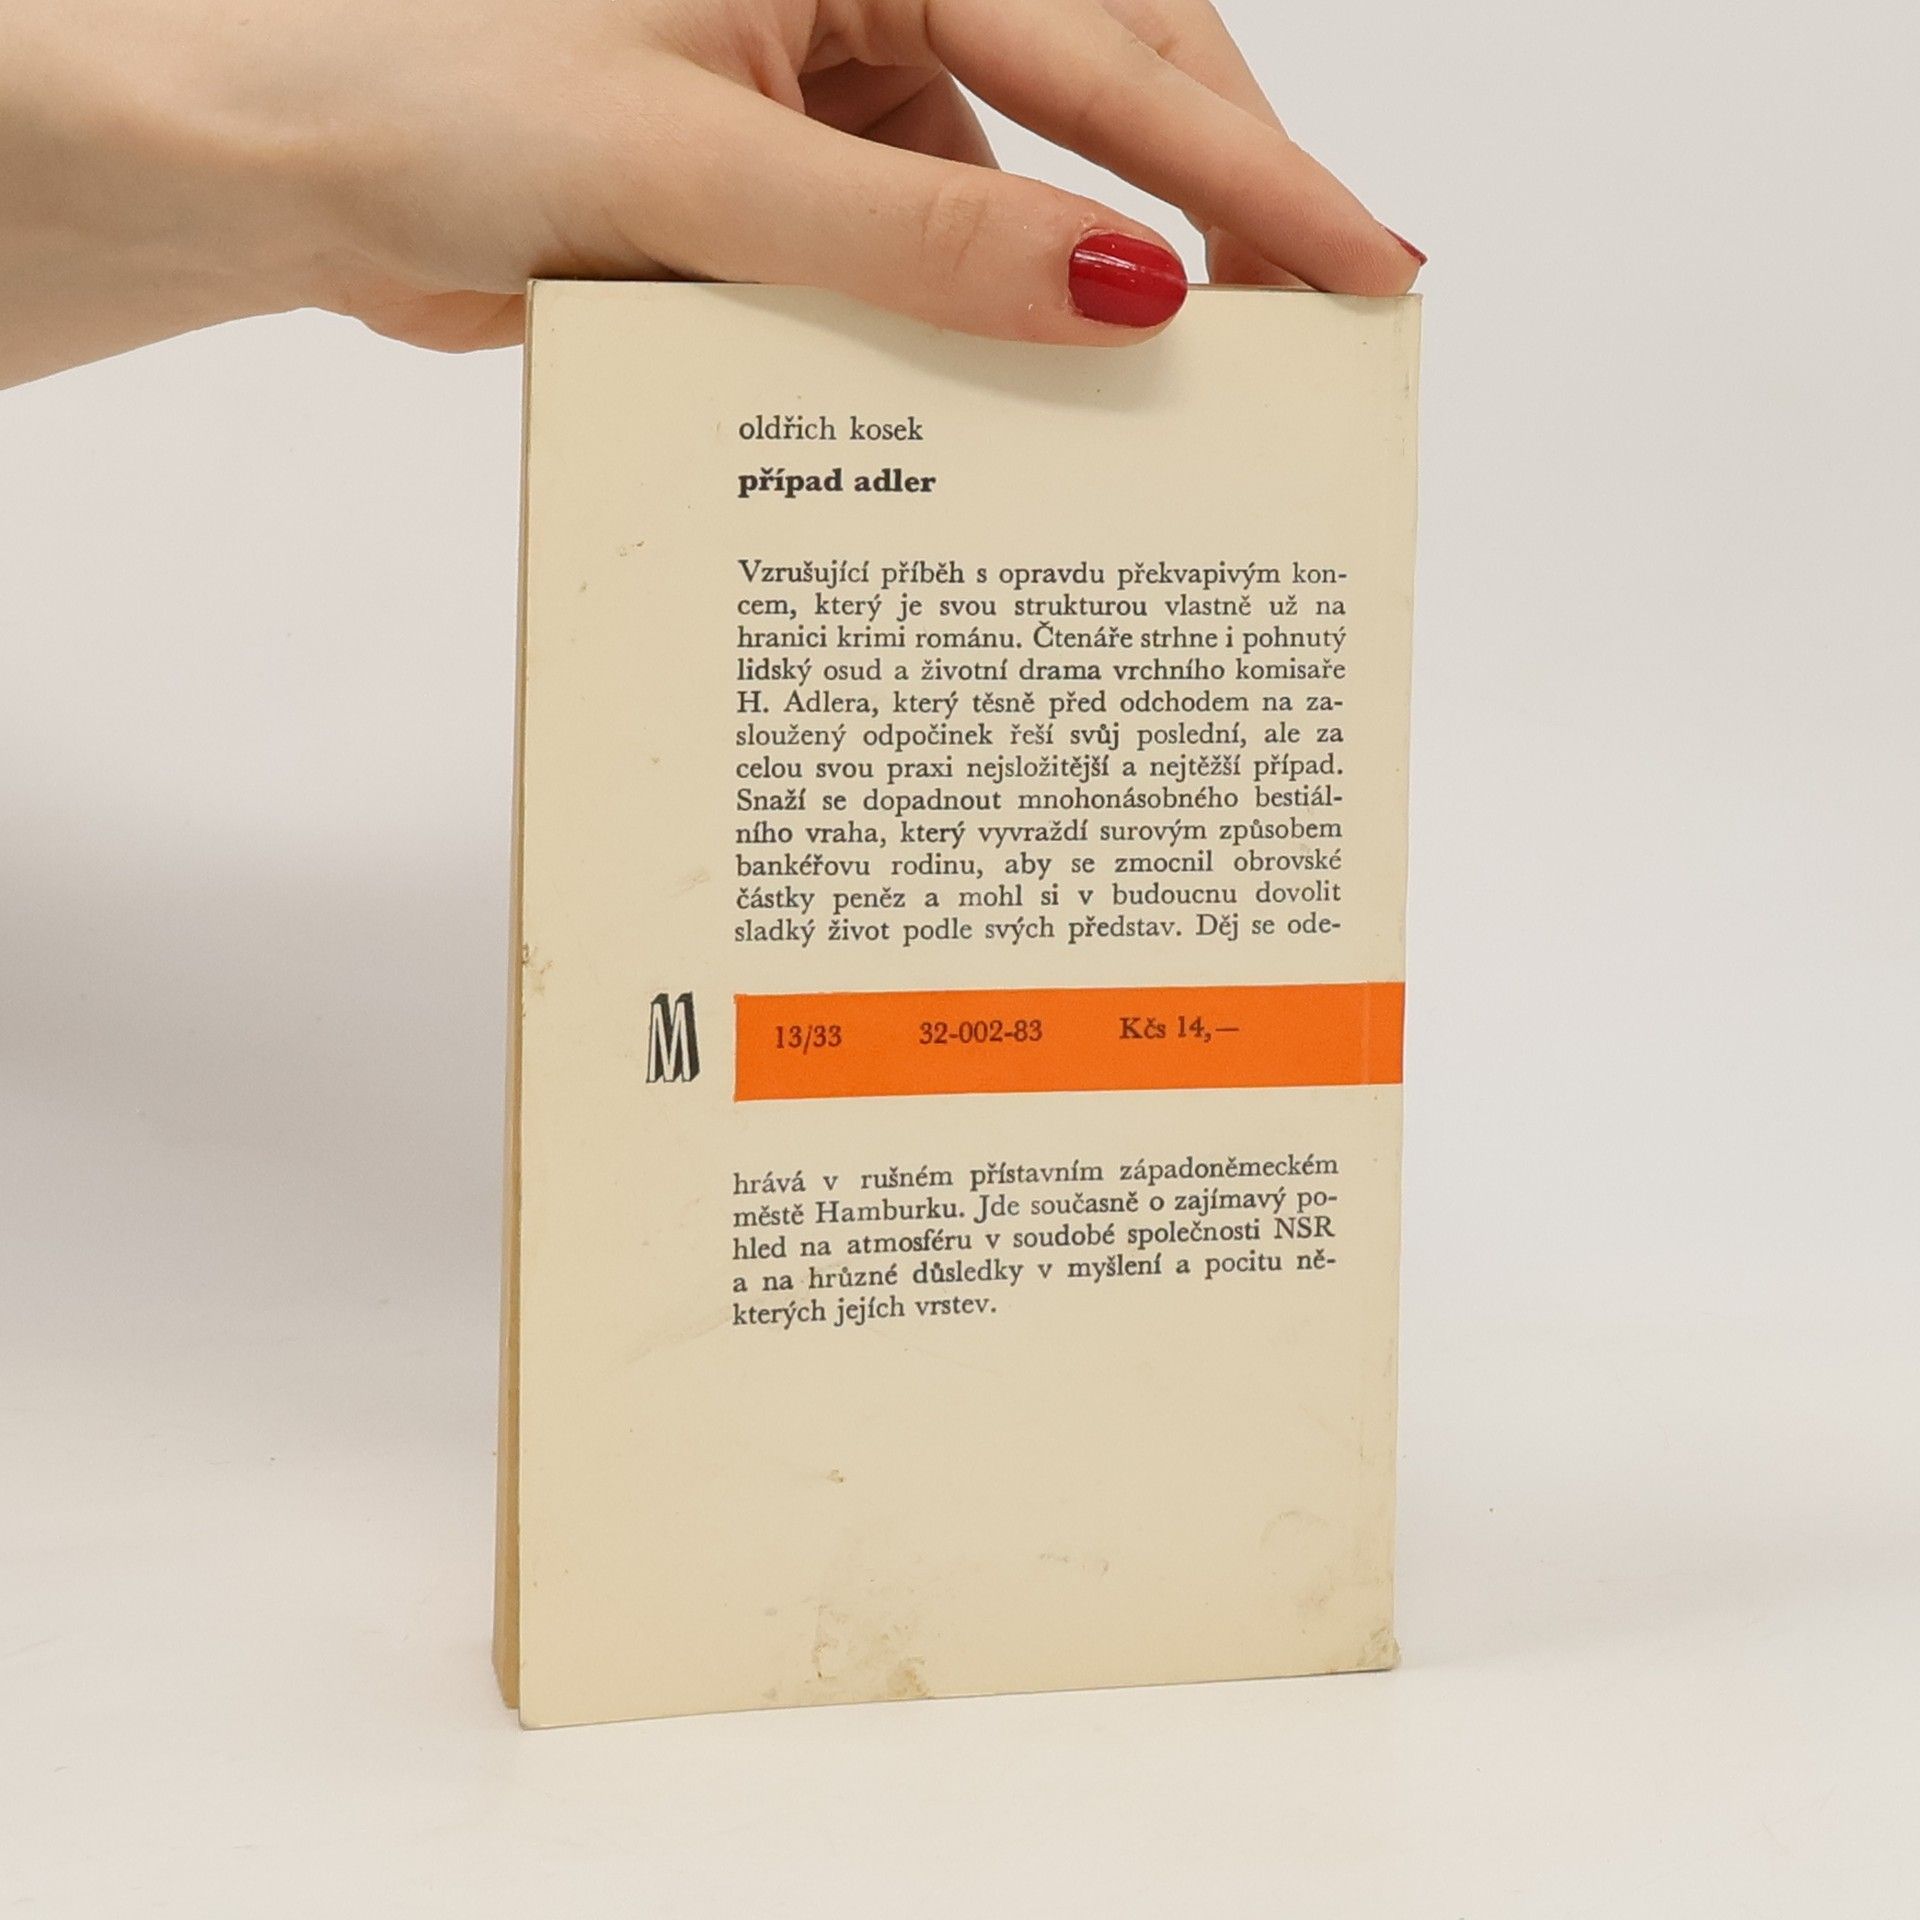 oldřich kosek
případ adler
Vzrušující příběh s opravdu překvapivým kon-
cem, který je svou strukturou vlastně už na
hranici krimi románu. Čtenáře strhne i pohnutý
lidský osud a životní drama vrchního komisaře
H. Adlera, který těsně před odchodem na za-
sloužený odpočinek řeší svůj poslední, ale za
celou svou praxi nejsložitější a nejtěžší případ.
Snaží se dopadnout mnohonásobného bestiál-
ního vraha, který vyvraždí surovým způsobem
bankéřovu rodinu, aby se zmocnil obrovské
částky peněz a mohl si v budoucnu dovolit
sladký život podle svých představ. Děj se ode-
M 13/33 32-002-83 Kčs 14,—
hrává v rušném přístavním západoněmeckém
městě Hamburku. Jde současně o zajímavý po-
hled na atmosféru v soudobé společnosti NSR
a na hrůzné důsledky v myšlení a pocitu ně-
kterých jejích vrstev.